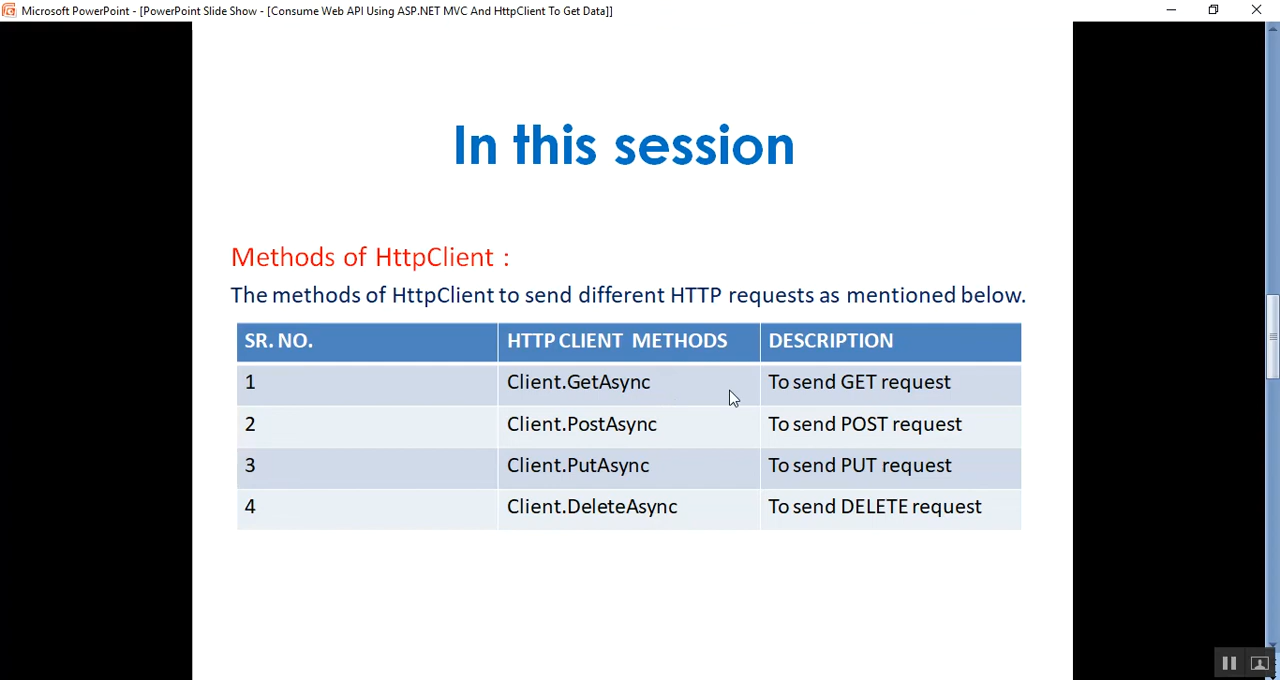 Microsoft PowerPoint - [PowerPoint Slide Show - [Consume Web API Using ASP.NET MVC And HttpClient To Get Data]]
In this session
Methods of HttpClient :
The methods of HttpClient to send different HTTP requests as mentioned below.
SR. NO. HTTP CLIENT METHODS DESCRIPTION
1 Client.GetAsync To send GET request
2 Client.PostAsync To send POST request
3 Client.PutAsync To send PUT request
4 Client.DeleteAsync To send DELETE request